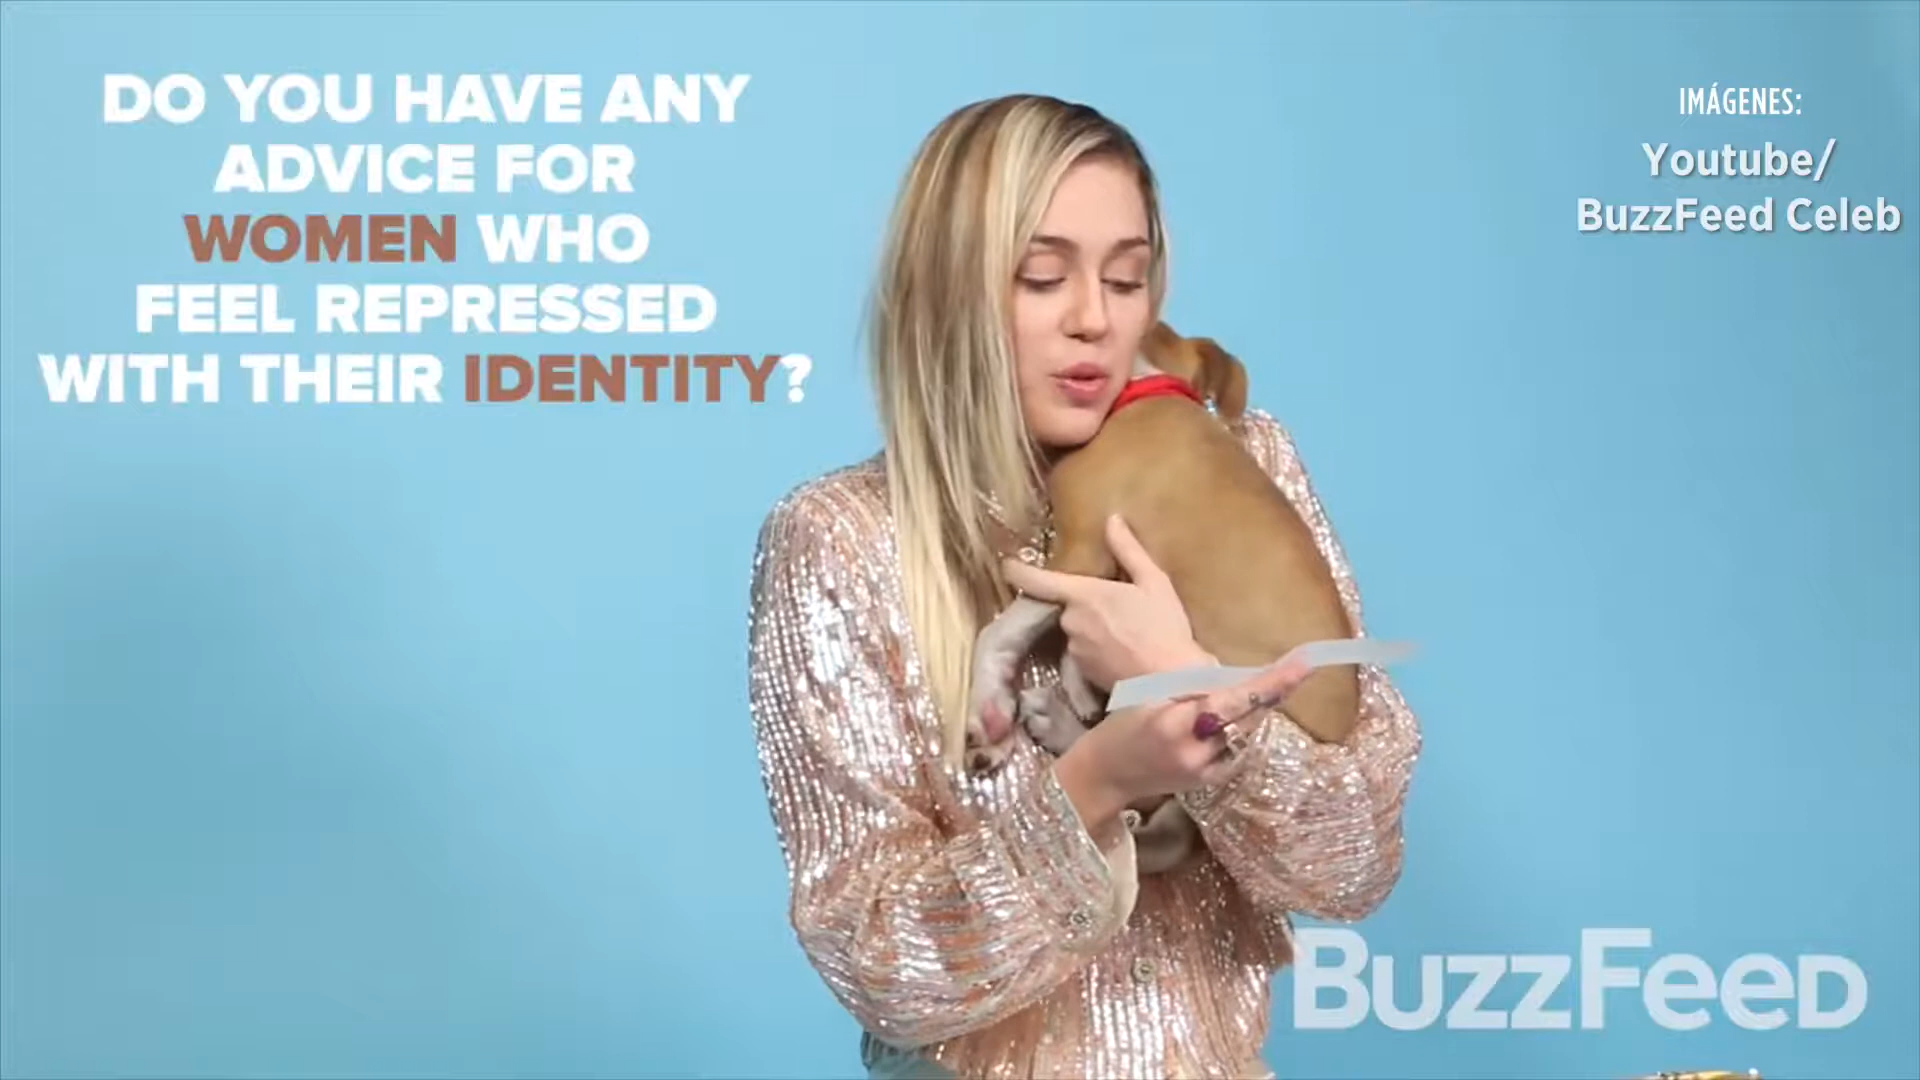 DO YOU HAVE ANY
ADVICE FOR
WOMEN WHO
FEEL REPRESSED
WITH THEIR IDENTITY?
IMÁGENES:
Youtube/
BuzzFeed Celeb
BUZZFEED